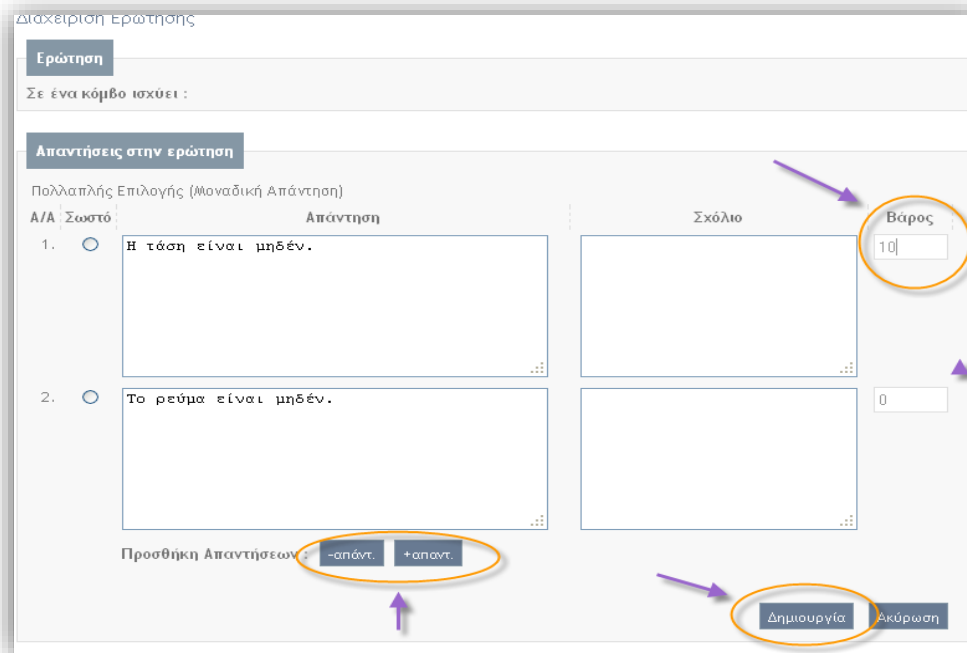 Διαχείριση Ερώτησης
Ερώτηση
Σε ένα κόμβο ισχύει :
Απαντήσεις στην ερώτηση
Πολλαπλής Επιλογής (Μοναδική Απάντηση)
Α/Α Σωστό Απάντηση Σχόλιο Βάρος
1. Η τάση είναι μηδέν. 10
2. Το ρεύμα είναι μηδέν. 0
Προσθήκη Απαντήσεων : -απάντ. +απαντ.
Δημιουργία Ακύρωση